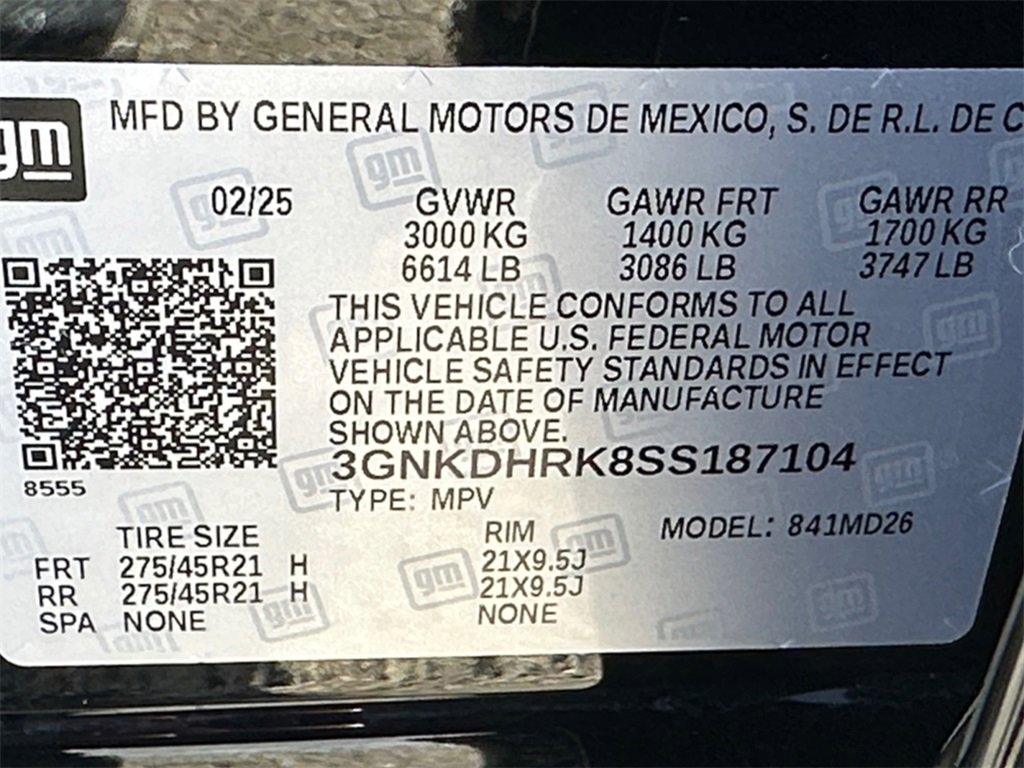 gm
MFD BY GENERAL MOTORS DE MEXICO, S. DE R.L. DE C
02/25 GVWR GAWR FRT GAWR RR
3000 KG 1400 KG 1700 KG
6614 LB 3086 LB 3747 LB
THIS VEHICLE CONFORMS TO ALL
APPLICABLE U.S. FEDERAL MOTOR
VEHICLE SAFETY STANDARDS IN EFFECT
ON THE DATE OF MANUFACTURE
SHOWN ABOVE.
3GNKDHRK8SS187104
8555
TYPE: MPV
TIRE SIZE RIM MODEL: 841MD26
FRT 275/45R21 H 21X9.5J
RR 275/45R21 H 21X9.5J
SPA NONE NONE